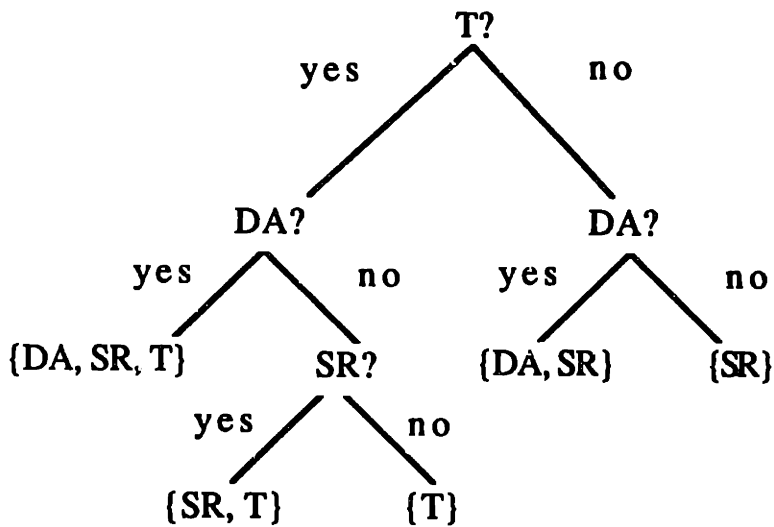 T?
yes no
DA? DA?
yes no yes no
{DA, SR, T} SR? {DA, SR} {SR}
yes no
{SR, T} {T}